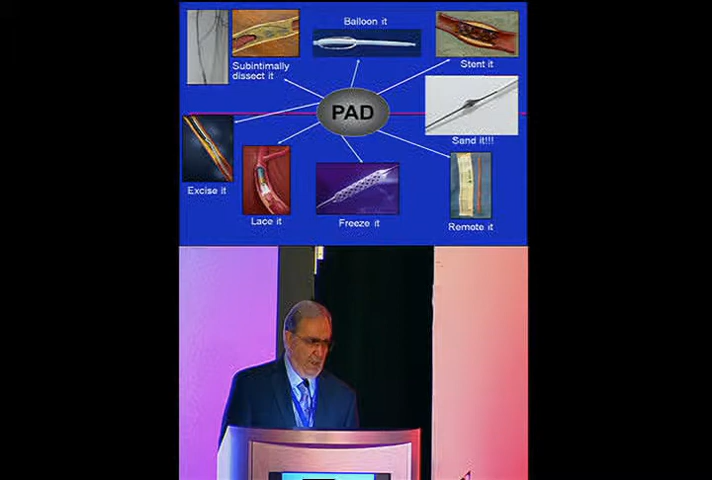 Balloon it
Subintimally
dissect it
Stent it
PAD
Sand it!!!
Excise it
Lace it
Freeze it
Remote it